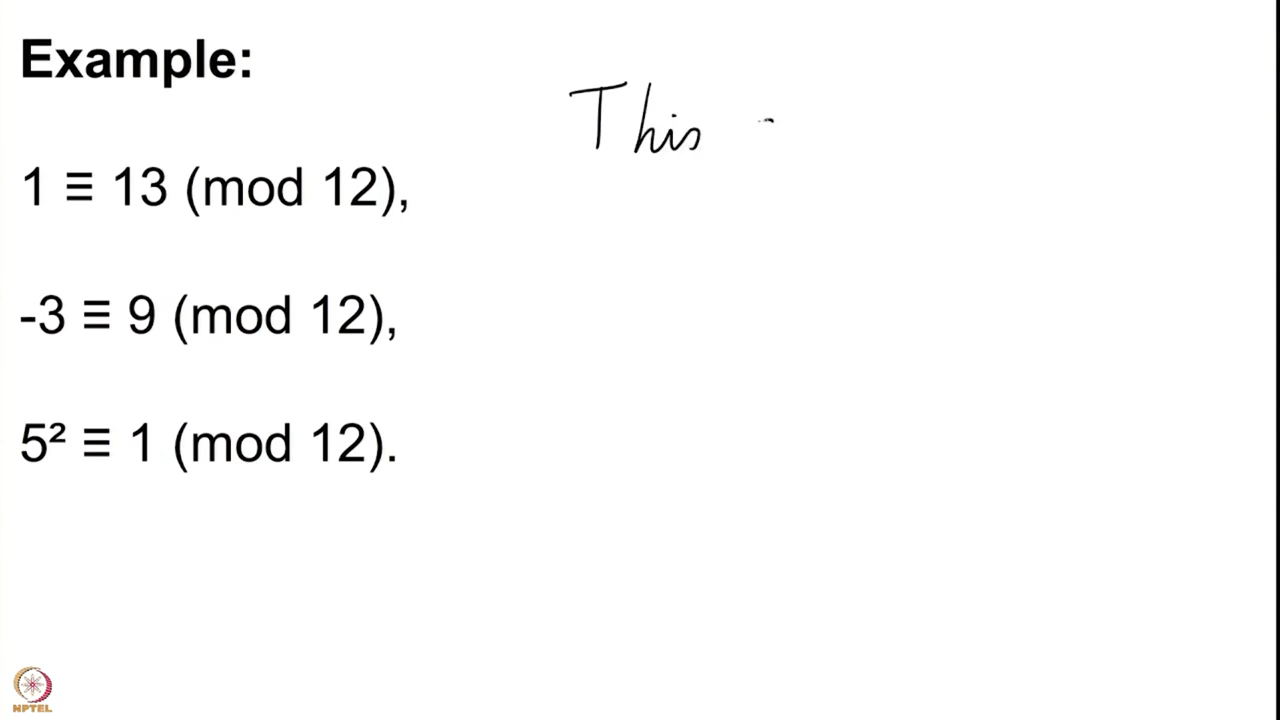 Example:
This
1 ≡ 13 (mod 12),
-3 ≡ 9 (mod 12),
5² ≡ 1 (mod 12).
NPTEL